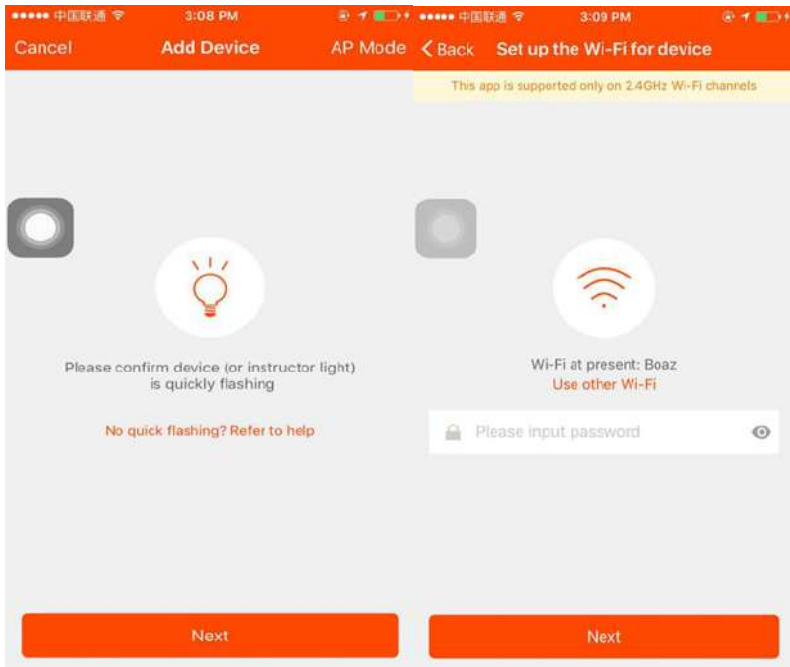 中国联通 3:08 PM
Cancel Add Device AP Mode
Please confirm device (or instructor light)
is quickly flashing
No quick flashing? Refer to help
Next
中国联通 3:09 PM
Back Set up the Wi-Fi for device
This app is supported only on 2.4GHz Wi-Fi channels
Wi-Fi at present: Boaz
Use other Wi-Fi
Please input password
Next